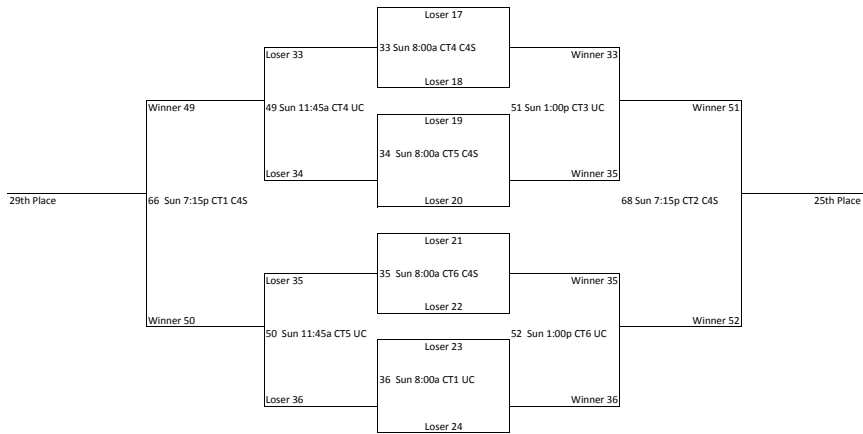 Loser 17
Loser 33
33 Sun 8:00a CT4 C4S
Winner 33
Loser 18
Winner 49
49 Sun 11:45a CT4 UC
51 Sun 1:00p CT3 UC
Winner 51
Loser 19
34 Sun 8:00a CT5 C4S
Loser 34
Winner 35
29th Place
66 Sun 7:15p CT1 C4S
Loser 20
68 Sun 7:15p CT2 C4S
25th Place
Loser 21
Loser 35
35 Sun 8:00a CT6 C4S
Winner 35
Loser 22
Winner 50
Winner 52
50 Sun 11:45a CT5 UC
52 Sun 1:00p CT6 UC
Loser 23
36 Sun 8:00a CT1 UC
Loser 36
Winner 36
Loser 24